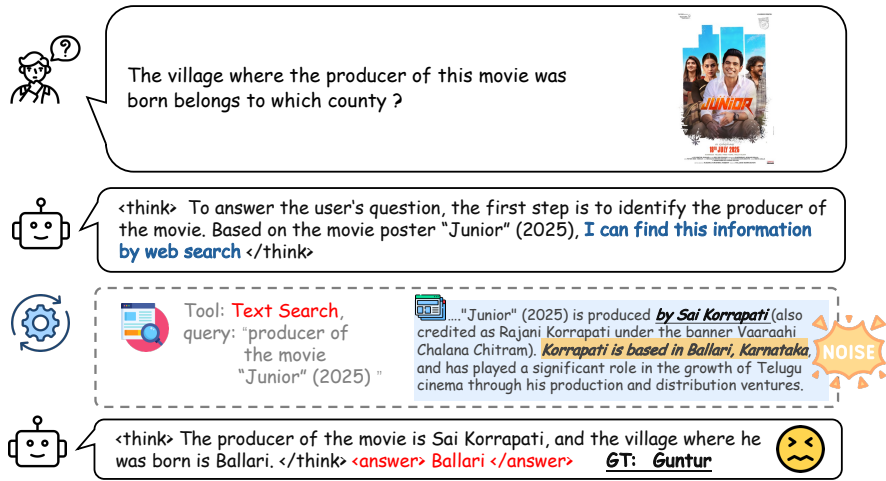 The village where the producer of this movie was
born belongs to which county ?
JUNIOR
18TH JULY 2025
<think> To answer the user's question, the first step is to identify the producer of
the movie. Based on the movie poster “Junior” (2025), I can find this information
by web search </think>
Tool: Text Search,
query: “producer of
the movie
“Junior” (2025) ”
...."Junior" (2025) is produced by Sai Korrapati (also
credited as Rajani Korrapati under the banner Vaaraahi
Chalana Chitram). Korrapati is based in Ballari, Karnataka,
and has played a significant role in the growth of Telugu
cinema through his production and distribution ventures.
NOISE
<think> The producer of the movie is Sai Korrapati, and the village where he
was born is Ballari. </think> <answer> Ballari </answer> GT: Guntur